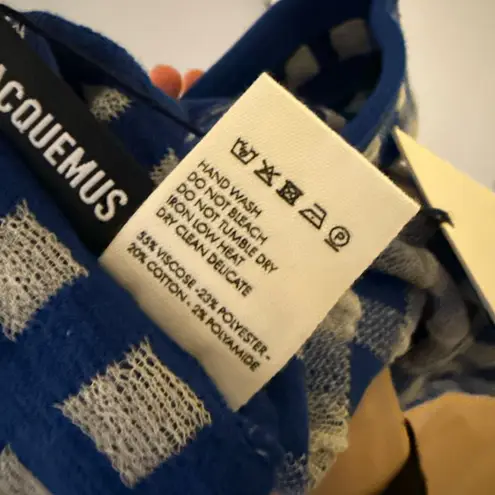 ACQUEMUS
HAND WASH
DO NOT BLEACH
DO NOT TUMBLE DRY
IRON LOW HEAT
DRY CLEAN DELICATE
55% VISCOSE -23% POLYESTER -
20% COTTON - 2% POLYAMIDE